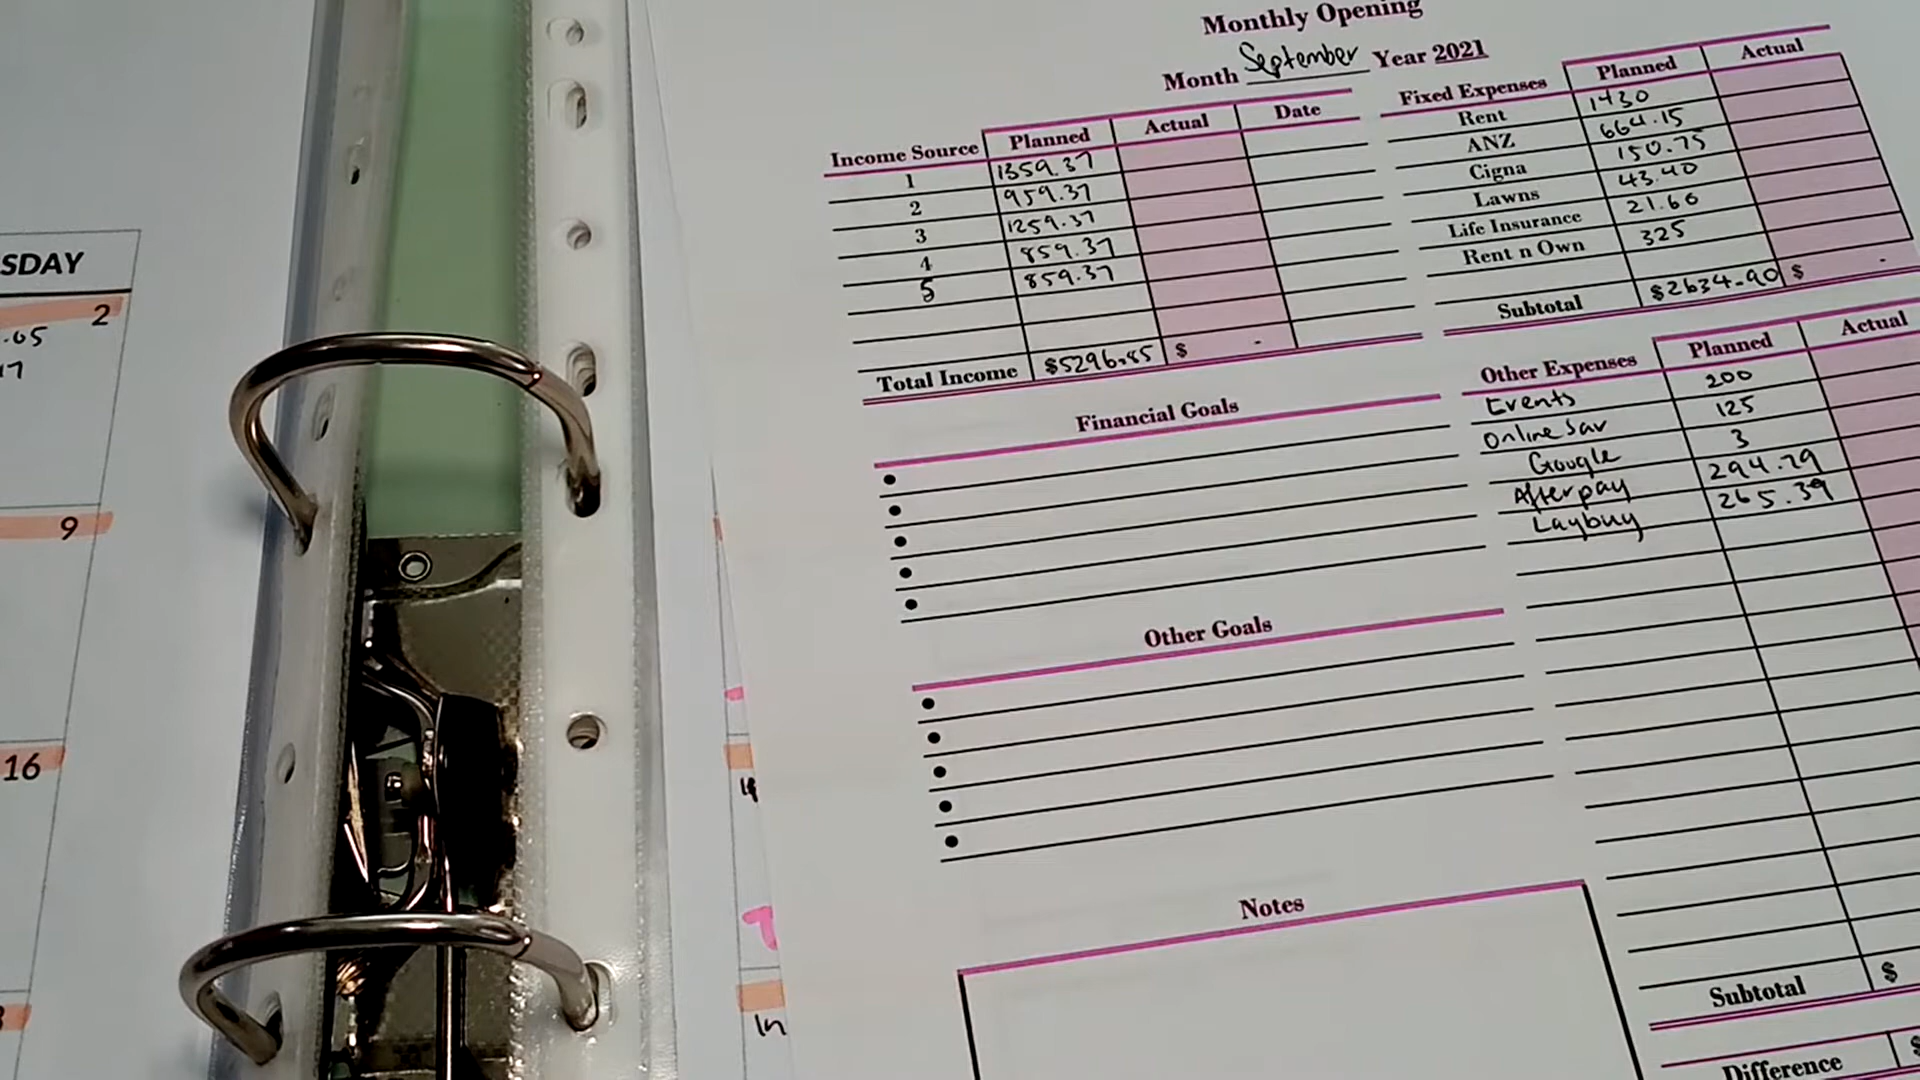 SDAY
2
.05
17
9
16
Monthly Opening
Month September Year 2021
Income Source Planned Actual Date
1 1359.37
2 959.37
3 1259.37
4 859.37
5 859.37
Total Income $5296.85 $ -
Financial Goals
Other Goals
Notes
Fixed Expenses Planned Actual
Rent 1430
ANZ 664.15
Cigna 150.75
Lawns 43.40
Life Insurance 21.60
Rent n Own 325
Subtotal $2634.90 $ -
Other Expenses Planned Actual
Events 200
Online Sav 125
Google 3
Afterpay 294.79
Laybuy 265.39
Subtotal $
Difference $